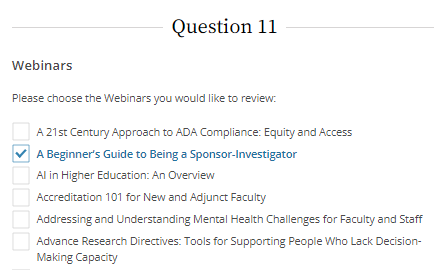 Question 11
Webinars
Please choose the Webinars you would like to review:
A 21st Century Approach to ADA Compliance: Equity and Access
A Beginner's Guide to Being a Sponsor-Investigator
AI in Higher Education: An Overview
Accreditation 101 for New and Adjunct Faculty
Addressing and Understanding Mental Health Challenges for Faculty and Staff
Advance Research Directives: Tools for Supporting People Who Lack Decision-
Making Capacity